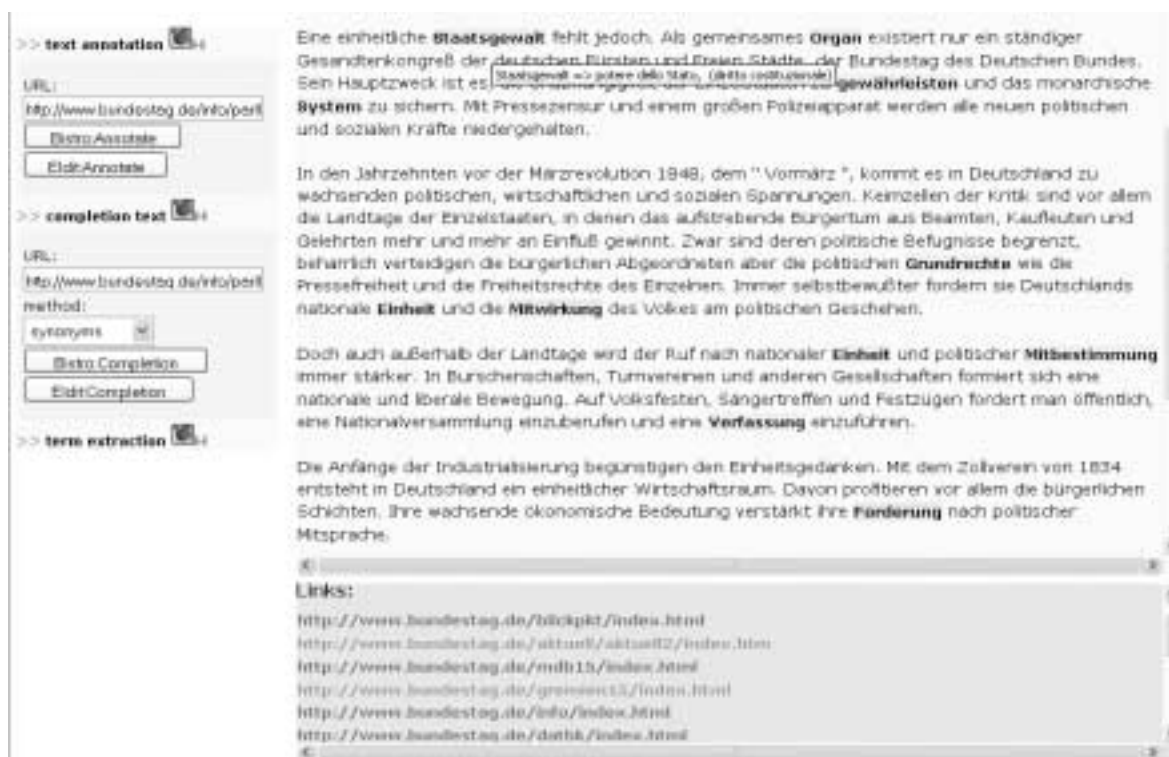 >> text annotation
URL:
http://www.bundestag.de/info/parl
Bistro:Annotate
Eldit:Annotate
>> completion text
URL:
http://www.bundestag.de/info/parl
method:
synonyms
Bistro:Completion
Eldit:Completion
>> term extraction
Eine einheitliche Staatsgewalt fehlt jedoch. Als gemeinsames Organ existiert nur ein ständiger
Gesandtenkongreß der deutschen Fürsten und Freien Städte, der Bundestag des Deutschen Bundes.
Staatsgewalt => potere dello Stato, (diritto costituzionale)
Sein Hauptzweck ist es, gewährleisten und das monarchische
System zu sichern. Mit Pressezensur und einem großen Polizeiapparat werden alle neuen politischen
und sozialen Kräfte niedergehalten.
In den Jahrzehnten vor der Märzrevolution 1848, dem " Vormärz ", kommt es in Deutschland zu
wachsenden politischen, wirtschaftlichen und sozialen Spannungen. Keimzellen der Kritik sind vor allem
die Landtage der Einzelstaaten, in denen das aufstrebende Bürgertum aus Beamten, Kaufleuten und
Gelehrten mehr und mehr an Einfluß gewinnt. Zwar sind deren politische Befugnisse begrenzt,
beharrlich verteidigen die bürgerlichen Abgeordneten aber die politischen Grundrechte wie die
Pressefreiheit und die Freiheitsrechte des Einzelnen. Immer selbstbewußter fordern sie Deutschlands
nationale Einheit und die Mitwirkung des Volkes am politischen Geschehen.
Doch auch außerhalb der Landtage wird der Ruf nach nationaler Einheit und politischer Mitbestimmung
immer stärker. In Burschenschaften, Turnvereinen und anderen Gesellschaften formiert sich eine
nationale und liberale Bewegung. Auf Volksfesten, Sängertreffen und Festzügen fordert man öffentlich,
eine Nationalversammlung einzuberufen und eine Verfassung einzuführen.
Die Anfänge der Industrialisierung begünstigen den Einheitsgedanken. Mit dem Zollverein von 1834
entsteht in Deutschland ein einheitlicher Wirtschaftsraum. Davon profitieren vor allem die bürgerlichen
Schichten. Ihre wachsende ökonomische Bedeutung verstärkt ihre Forderung nach politischer
Mitsprache.
Links:
http://www.bundestag.de/blickpkt/index.html
http://www.bundestag.de/aktuell/aktuell2/index.htm
http://www.bundestag.de/mdb15/index.html
http://www.bundestag.de/gremien15/index.html
http://www.bundestag.de/info/index.html
http://www.bundestag.de/datbk/index.html